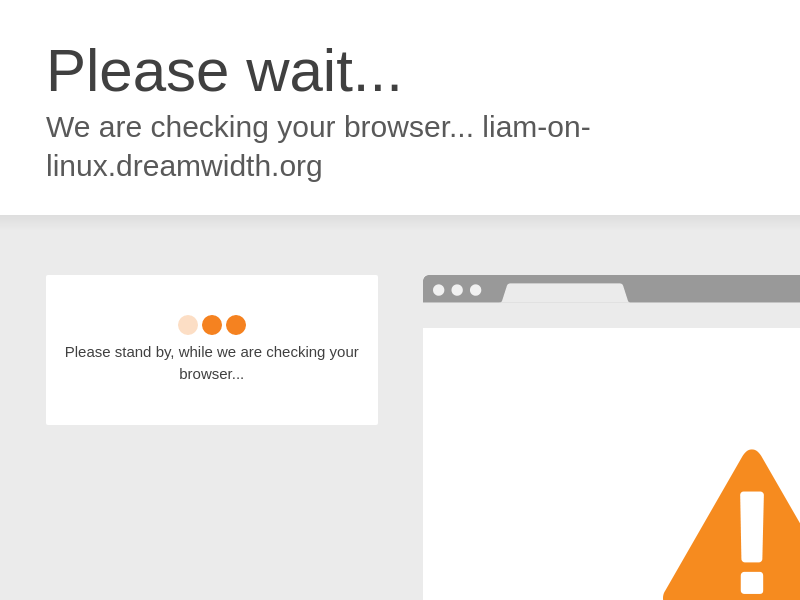 Please wait...
We are checking your browser... liam-on-
linux.dreamwidth.org
Please stand by, while we are checking your
browser...